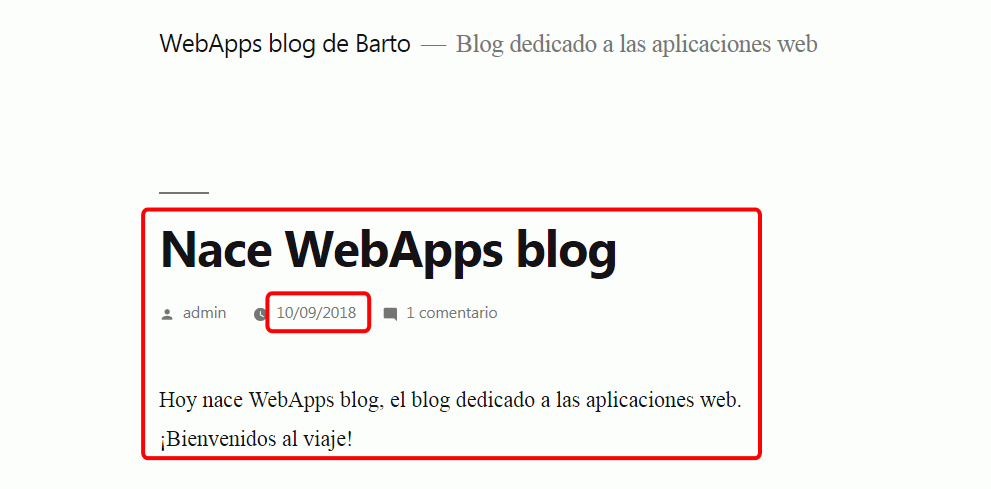 WebApps blog de Barto — Blog dedicado a las aplicaciones web
Nace WebApps blog
admin 10/09/2018 1 comentario
Hoy nace WebApps blog, el blog dedicado a las aplicaciones web.
¡Bienvenidos al viaje!